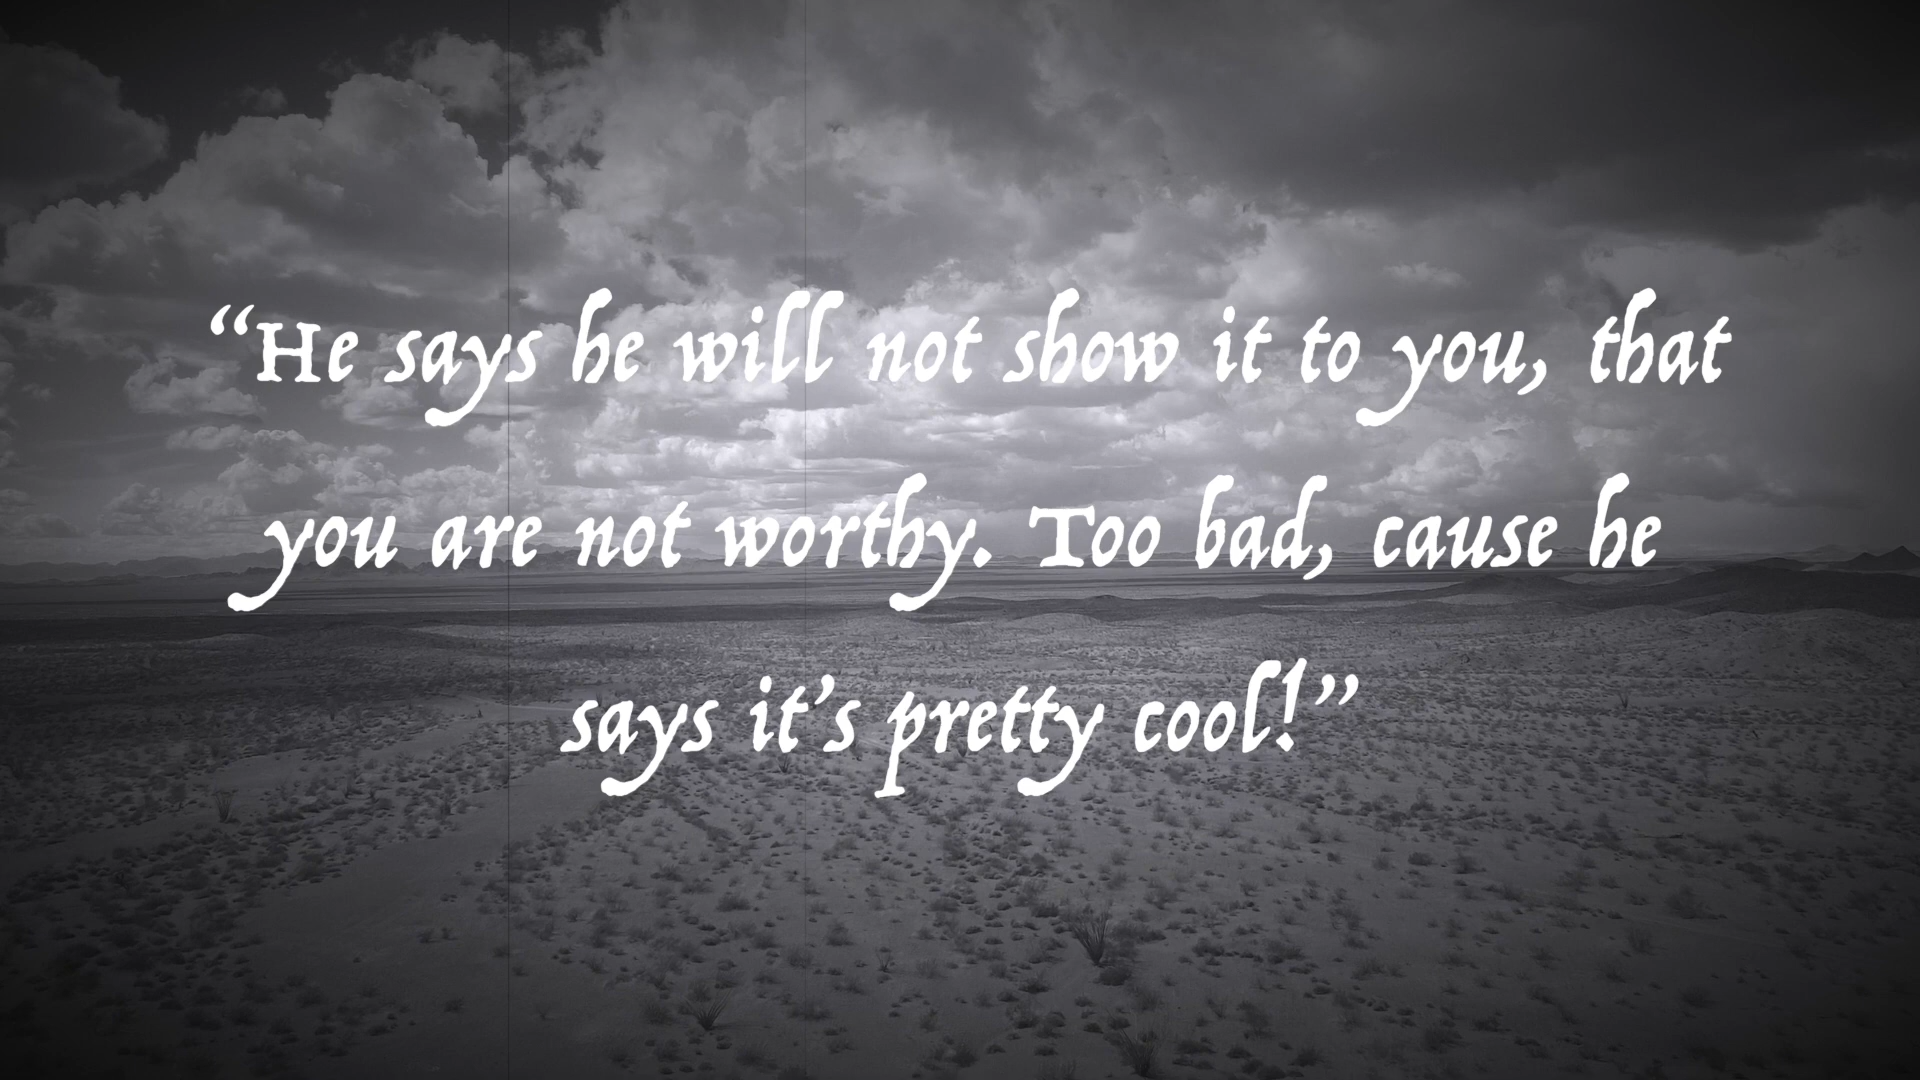 “He says he will not show it to you, that
you are not worthy. Too bad, cause he
says it’s pretty cool!”